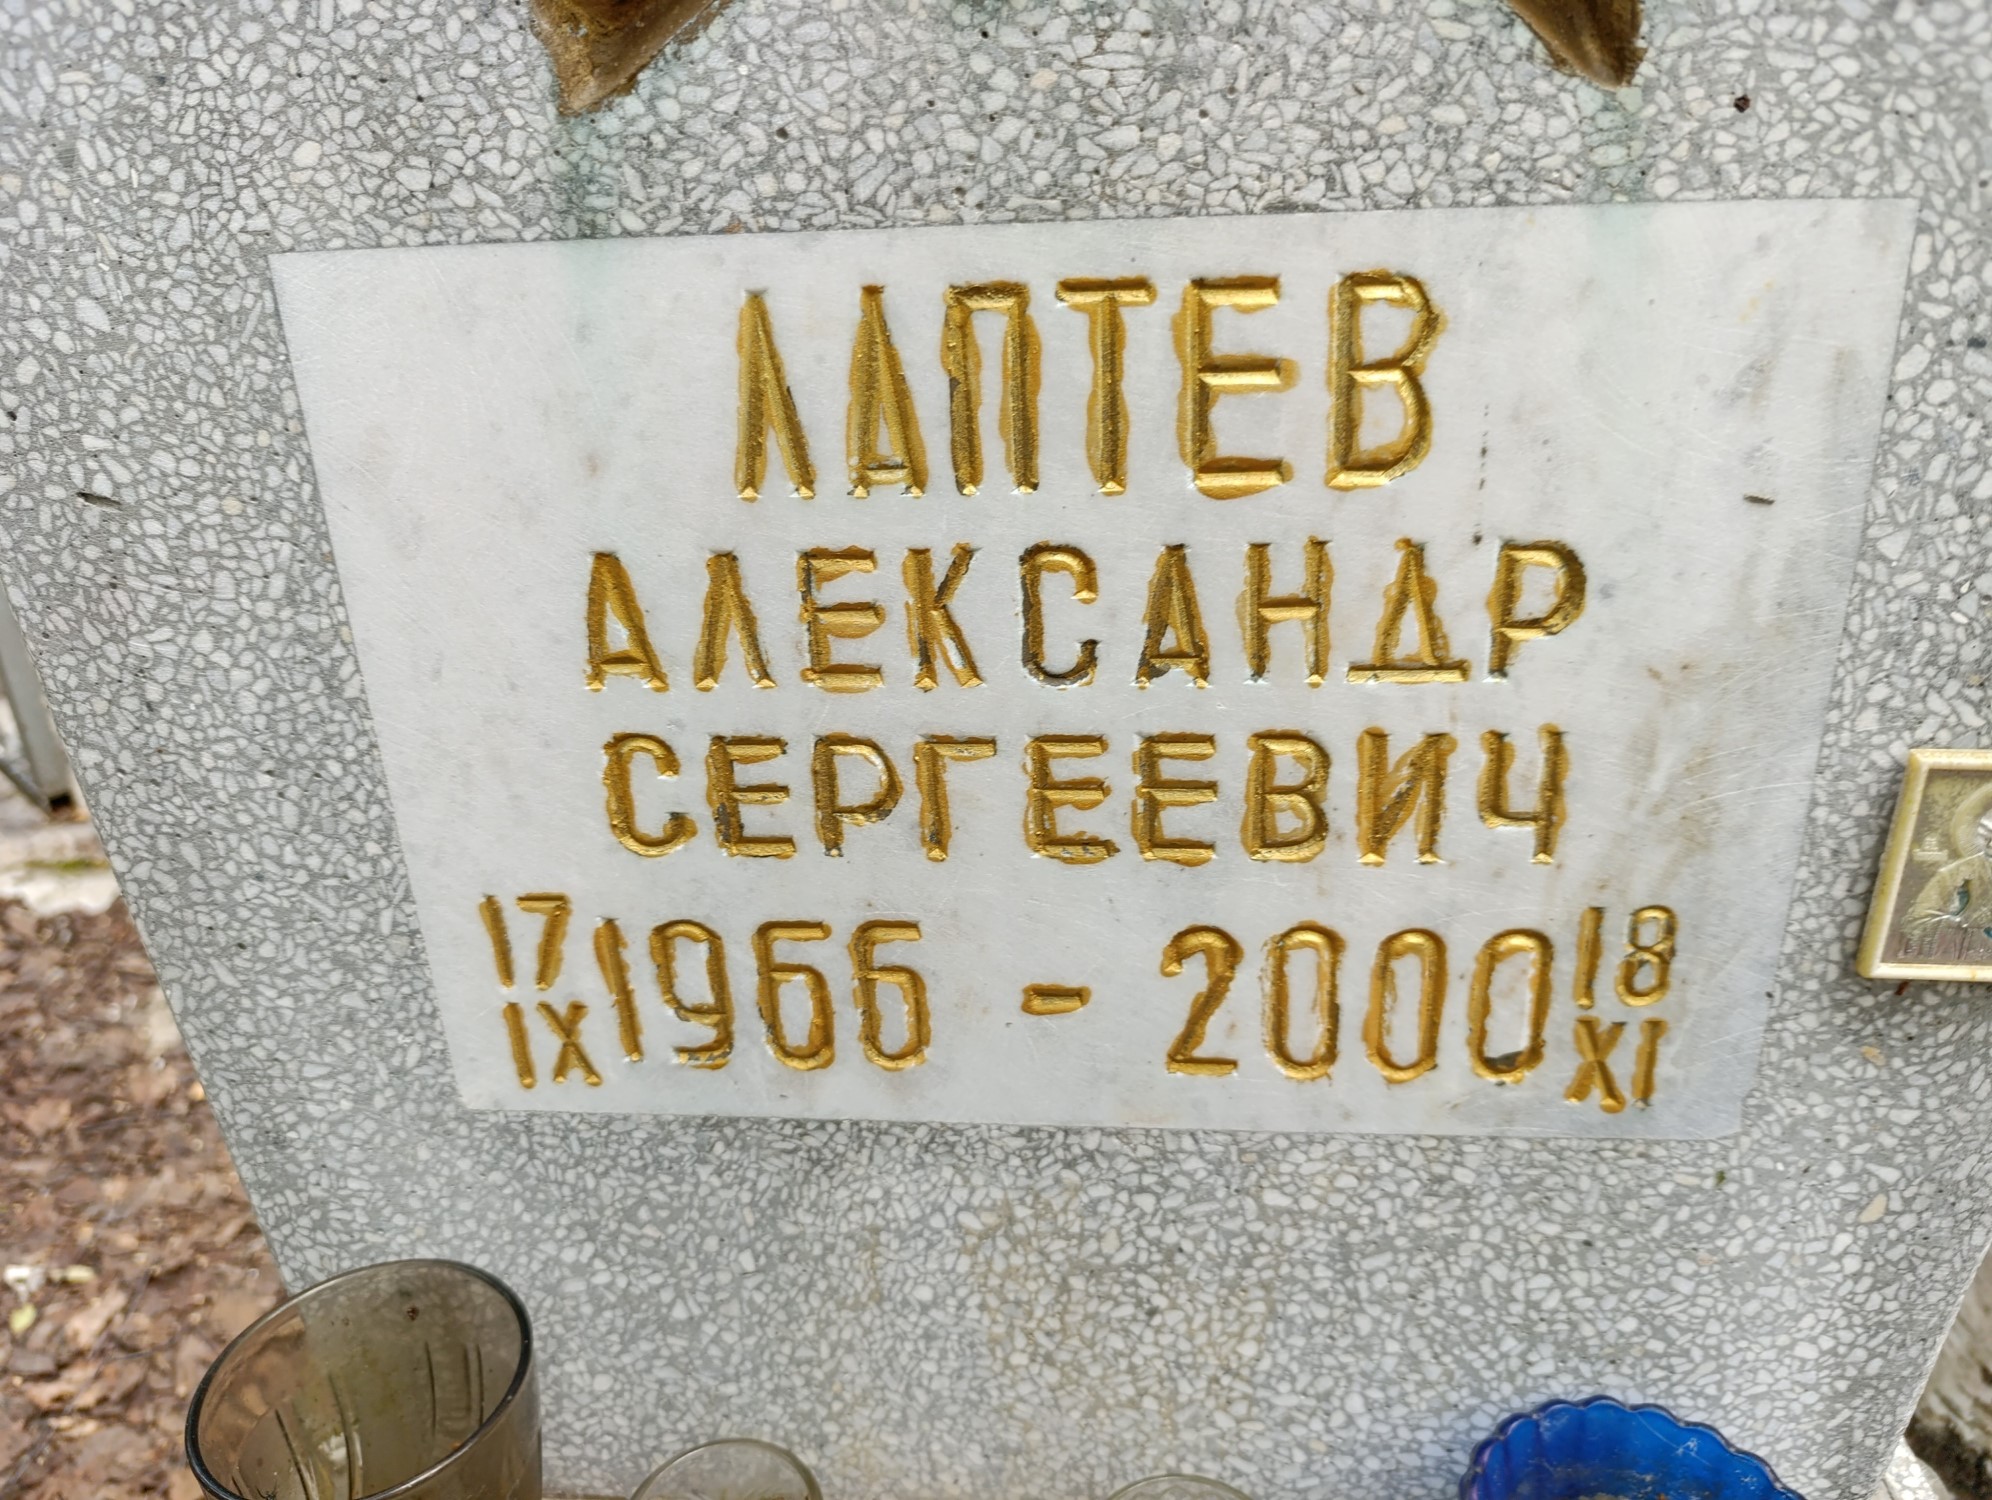 ЛАПТЕВ
АЛЕКСАНДР
СЕРГЕЕВИЧ
17 IX 1966 - 2000 18 XI